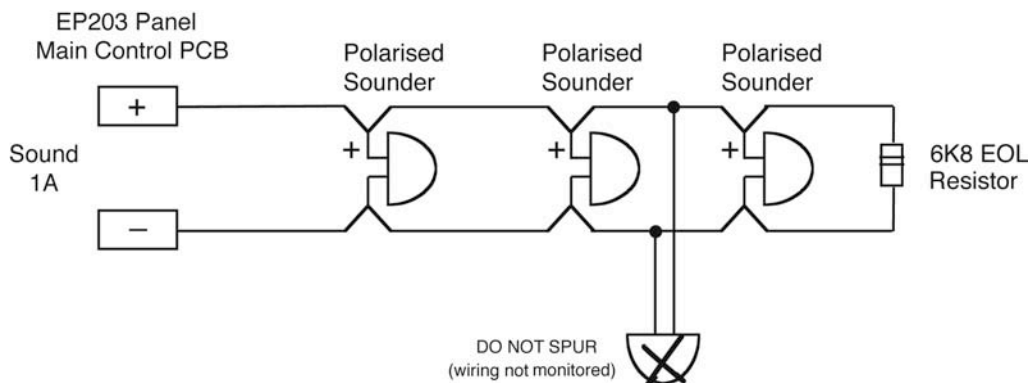 EP203 Panel
Main Control PCB
Polarised
Sounder
Polarised
Sounder
Polarised
Sounder
+
+
+
+
Sound
1A
6K8 EOL
Resistor
−
DO NOT SPUR
(wiring not monitored)